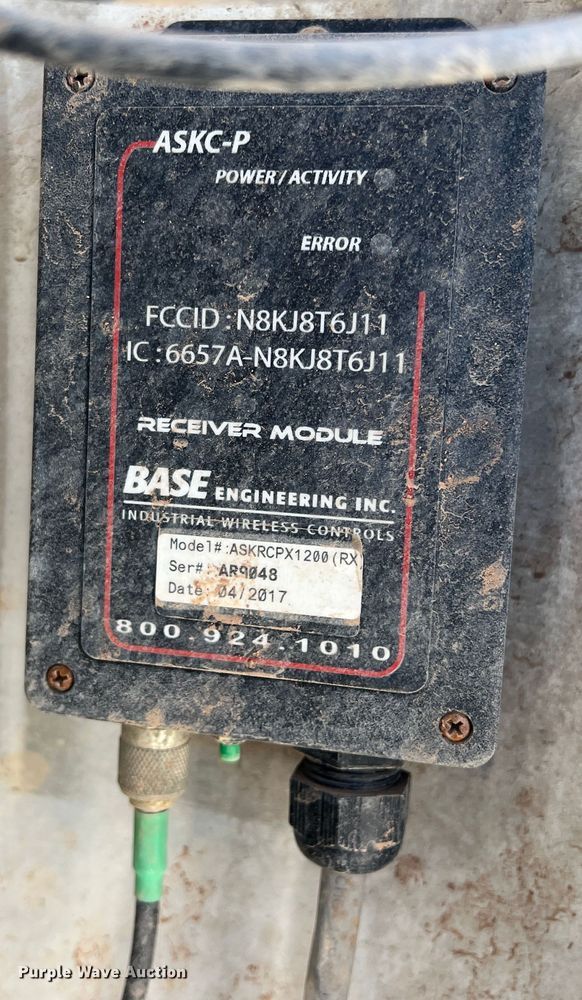 ASKC-P
POWER/ACTIVITY
ERROR
FCCID : N8KJ8T6J11
IC : 6657A-N8KJ8T6J11
RECEIVER MODULE
BASE ENGINEERING INC.
INDUSTRIAL WIRELESS CONTROLS
Model#:ASKRCPX1200(RX)
Ser#: AR9048
Date: 04/2017
800.924.1010
Purple Wave Auction